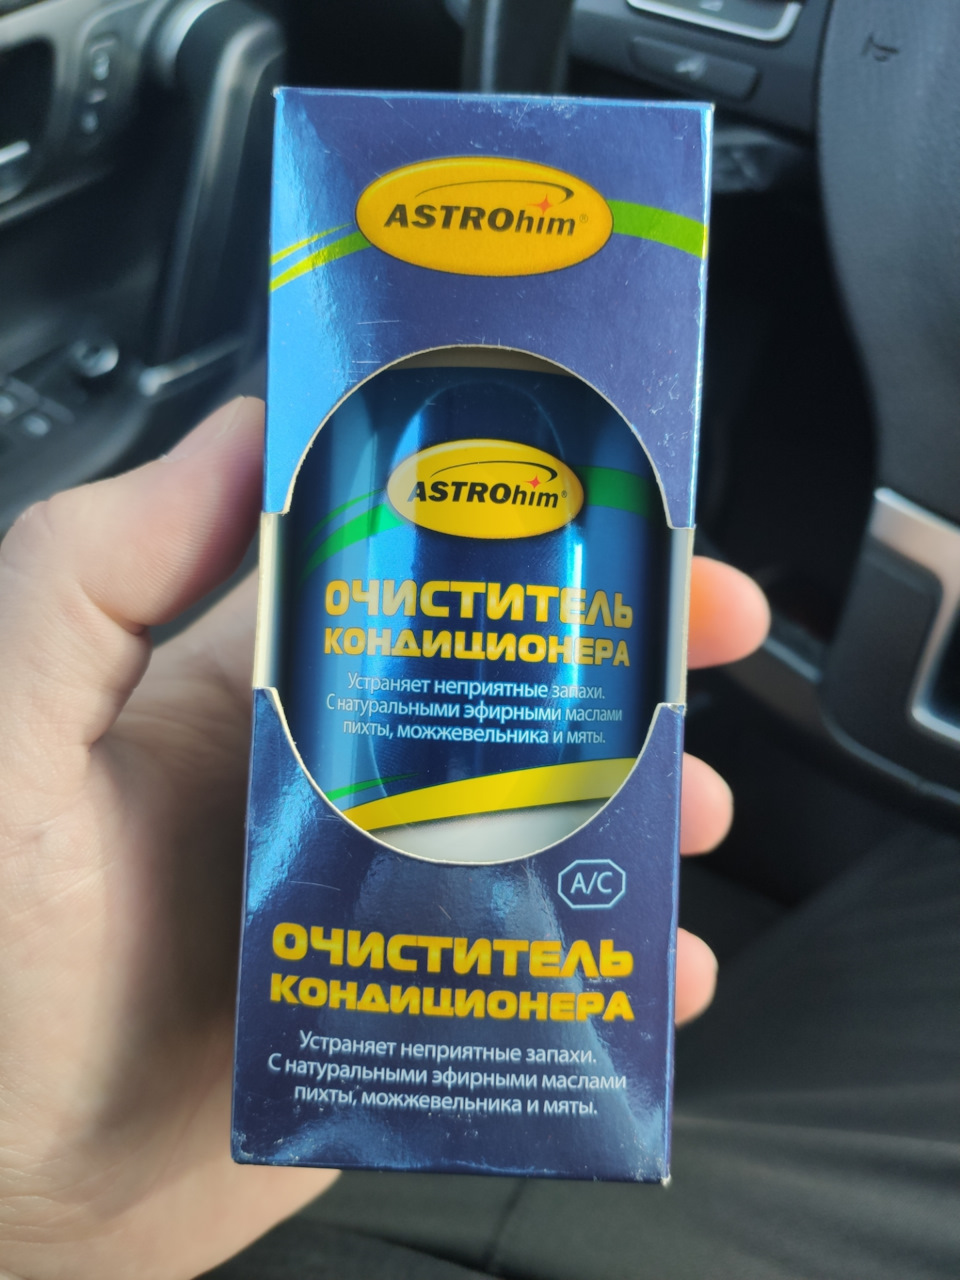 ASTROhim®
ASTROhim®
ОЧИСТИТЕЛЬ
КОНДИЦИОНЕРА
Устраняет неприятные запахи.
С натуральными эфирными маслами
пихты, можжевельника и мяты.
A/C
ОЧИСТИТЕЛЬ
КОНДИЦИОНЕРА
Устраняет неприятные запахи.
С натуральными эфирными маслами
пихты, можжевельника и мяты.